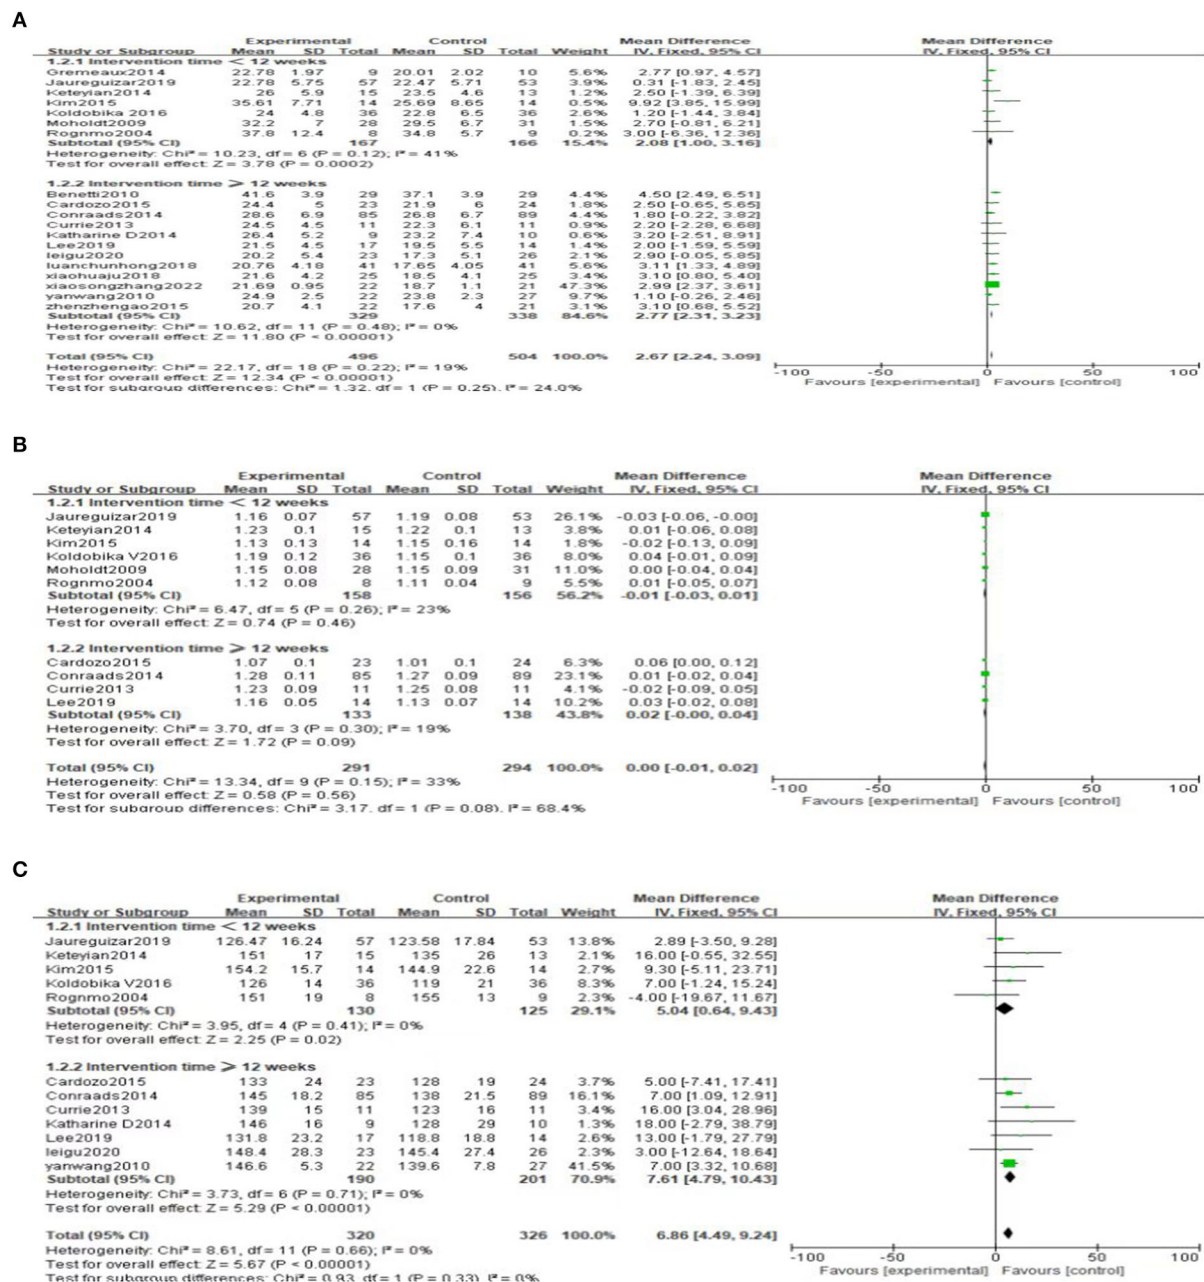 A
Experimental Control Mean Difference Mean Difference
Study or Subgroup Mean SD Total Mean SD Total Weight IV, Fixed, 95% CI IV, Fixed, 95% CI
1.2.1 Intervention time < 12 weeks
Gremeaux2014 22.78 1.97 9 20.01 2.02 10 5.6% 2.77 [0.97, 4.57]
Jaureguizar2019 22.78 5.75 57 22.47 5.71 53 3.9% 0.31 [-1.83, 2.45]
Keteyian2014 26 5.9 15 23.5 4.6 13 1.2% 2.50 [-1.39, 6.39]
Kim2015 35.61 7.71 14 25.69 8.65 14 0.5% 9.92 [3.85, 15.99]
Koldobika 2016 24 4.8 36 22.8 6.5 36 2.6% 1.20 [-1.44, 3.84]
Moholdt2009 32.2 7 28 29.5 6.7 31 1.5% 2.70 [-0.81, 6.21]
Rognmo2004 37.8 12.4 8 34.8 5.7 9 0.2% 3.00 [-6.36, 12.36]
Subtotal (95% CI) 167 166 15.4% 2.08 [1.00, 3.16]
Heterogeneity: Chi² = 10.23, df = 6 (P = 0.12); I² = 41%
Test for overall effect: Z = 3.78 (P = 0.0002)
1.2.2 Intervention time ⩾ 12 weeks
Benetti2010 41.6 3.9 29 37.1 3.9 29 4.4% 4.50 [2.49, 6.51]
Cardozo2015 24.4 5 23 21.9 6 24 1.8% 2.50 [-0.65, 5.65]
Conraads2014 28.6 6.9 85 26.8 6.7 89 4.4% 1.80 [-0.22, 3.82]
Currie2013 24.5 4.5 11 22.3 6.1 11 0.9% 2.20 [-2.28, 6.68]
Katharine D2014 26.4 5.2 9 23.2 7.4 10 0.6% 3.20 [-2.51, 8.91]
Lee2019 21.5 4.5 17 19.5 5.5 14 1.4% 2.00 [-1.59, 5.59]
leigu2020 20.2 5.4 23 17.3 5.1 26 2.1% 2.90 [-0.05, 5.85]
luanchunhong2018 20.76 4.18 41 17.65 4.05 41 5.6% 3.11 [1.33, 4.89]
xiaohuaju2018 21.6 4.2 25 18.5 4.1 25 3.4% 3.10 [0.80, 5.40]
xiaosongzhang2022 21.69 0.95 22 18.7 1.1 21 47.3% 2.99 [2.37, 3.61]
yanwang2010 24.9 2.5 22 23.8 2.3 27 9.7% 1.10 [-0.26, 2.46]
zhenzhengao2015 20.7 4.1 22 17.6 4 21 3.1% 3.10 [0.68, 5.52]
Subtotal (95% CI) 329 338 84.6% 2.77 [2.31, 3.23]
Heterogeneity: Chi² = 10.62, df = 11 (P = 0.48); I² = 0%
Test for overall effect: Z = 11.80 (P < 0.00001)
Total (95% CI) 496 504 100.0% 2.67 [2.24, 3.09]
Heterogeneity: Chi² = 22.17, df = 18 (P = 0.22); I² = 19%
Test for overall effect: Z = 12.34 (P < 0.00001)
Test for subgroup differences: Chi² = 1.32, df = 1 (P = 0.25), I² = 24.0%
-100 -50 0 50 100
Favours [experimental] Favours [control]
B
Experimental Control Mean Difference Mean Difference
Study or Subgroup Mean SD Total Mean SD Total Weight IV, Fixed, 95% CI IV, Fixed, 95% CI
1.2.1 Intervention time < 12 weeks
Jaureguizar2019 1.16 0.07 57 1.19 0.08 53 26.1% -0.03 [-0.06, -0.00]
Keteyian2014 1.23 0.1 15 1.22 0.1 13 3.8% 0.01 [-0.06, 0.08]
Kim2015 1.13 0.13 14 1.15 0.16 14 1.8% -0.02 [-0.13, 0.09]
Koldobika V2016 1.19 0.12 36 1.15 0.1 36 8.0% 0.04 [-0.01, 0.09]
Moholdt2009 1.15 0.08 28 1.15 0.09 31 11.0% 0.00 [-0.04, 0.04]
Rognmo2004 1.12 0.08 8 1.11 0.04 9 5.5% 0.01 [-0.05, 0.07]
Subtotal (95% CI) 158 156 56.2% -0.01 [-0.03, 0.01]
Heterogeneity: Chi² = 6.47, df = 5 (P = 0.26); I² = 23%
Test for overall effect: Z = 0.74 (P = 0.46)
1.2.2 Intervention time ⩾ 12 weeks
Cardozo2015 1.07 0.1 23 1.01 0.1 24 6.3% 0.06 [0.00, 0.12]
Conraads2014 1.28 0.11 85 1.27 0.09 89 23.1% 0.01 [-0.02, 0.04]
Currie2013 1.23 0.09 11 1.25 0.08 11 4.1% -0.02 [-0.09, 0.05]
Lee2019 1.16 0.05 14 1.13 0.07 14 10.2% 0.03 [-0.02, 0.08]
Subtotal (95% CI) 133 138 43.8% 0.02 [-0.00, 0.04]
Heterogeneity: Chi² = 3.70, df = 3 (P = 0.30); I² = 19%
Test for overall effect: Z = 1.72 (P = 0.09)
Total (95% CI) 291 294 100.0% 0.00 [-0.01, 0.02]
Heterogeneity: Chi² = 13.34, df = 9 (P = 0.15); I² = 33%
Test for overall effect: Z = 0.58 (P = 0.56)
Test for subgroup differences: Chi² = 3.17, df = 1 (P = 0.08), I² = 68.4%
-100 -50 0 50 100
Favours [experimental] Favours [control]
C
Experimental Control Mean Difference Mean Difference
Study or Subgroup Mean SD Total Mean SD Total Weight IV, Fixed, 95% CI IV, Fixed, 95% CI
1.2.1 Intervention time < 12 weeks
Jaureguizar2019 126.47 16.24 57 123.58 17.84 53 13.8% 2.89 [-3.50, 9.28]
Keteyian2014 151 17 15 135 26 13 2.1% 16.00 [-0.55, 32.55]
Kim2015 154.2 15.7 14 144.9 22.6 14 2.7% 9.30 [-5.11, 23.71]
Koldobika V2016 126 14 36 119 21 36 8.3% 7.00 [-1.24, 15.24]
Rognmo2004 151 19 8 155 13 9 2.3% -4.00 [-19.67, 11.67]
Subtotal (95% CI) 130 125 29.1% 5.04 [0.64, 9.43]
Heterogeneity: Chi² = 3.95, df = 4 (P = 0.41); I² = 0%
Test for overall effect: Z = 2.25 (P = 0.02)
1.2.2 Intervention time ⩾ 12 weeks
Cardozo2015 133 24 23 128 19 24 3.7% 5.00 [-7.41, 17.41]
Conraads2014 145 18.2 85 138 21.5 89 16.1% 7.00 [1.09, 12.91]
Currie2013 139 15 11 123 16 11 3.4% 16.00 [3.04, 28.96]
Katharine D2014 146 16 9 128 29 10 1.3% 18.00 [-2.79, 38.79]
Lee2019 131.8 23.2 17 118.8 18.8 14 2.6% 13.00 [-1.79, 27.79]
leigu2020 148.4 28.3 23 145.4 27.4 26 2.3% 3.00 [-12.64, 18.64]
yanwang2010 146.6 5.3 22 139.6 7.8 27 41.5% 7.00 [3.32, 10.68]
Subtotal (95% CI) 190 201 70.9% 7.61 [4.79, 10.43]
Heterogeneity: Chi² = 3.73, df = 6 (P = 0.71); I² = 0%
Test for overall effect: Z = 5.29 (P < 0.00001)
Total (95% CI) 320 326 100.0% 6.86 [4.49, 9.24]
Heterogeneity: Chi² = 8.61, df = 11 (P = 0.66); I² = 0%
Test for overall effect: Z = 5.67 (P < 0.00001)
Test for subgroup differences: Chi² = 0.93, df = 1 (P = 0.33), I² = 0%
-100 -50 0 50 100
Favours [experimental] Favours [control]